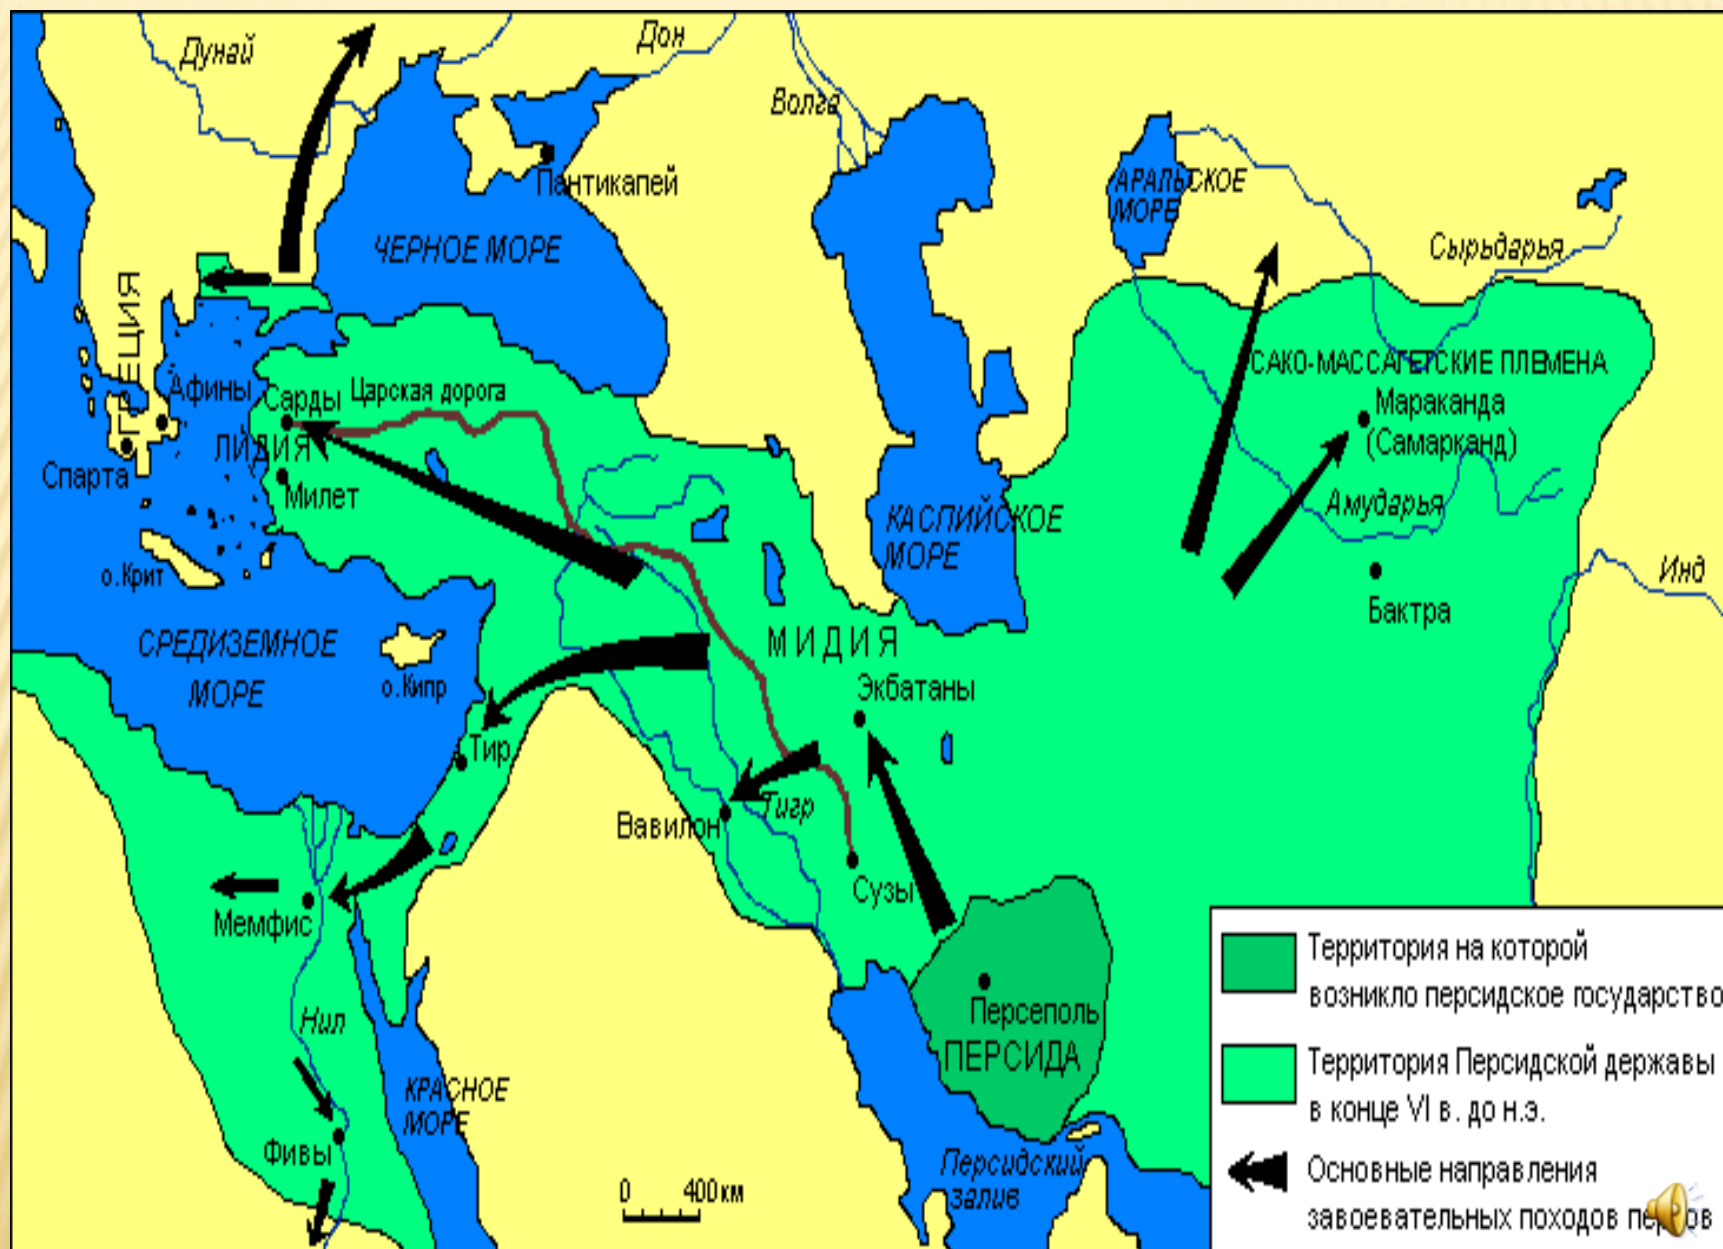 Дунай
Дон
Волга
Пантикапей
АРАЛЬСКОЕ
МОРЕ
ЧЕРНОЕ МОРЕ
Сырьдарья
ГРЕЦИЯ
САКО-МАССАГЕТСКИЕ ПЛЕМЕНА
Афины
Сарды
Царская дорога
Мараканда
(Самарканд)
ЛИДИЯ
Спарта
Милет
Амударья
КАСПИЙСКОЕ
МОРЕ
о.Крит
Инд
Бактра
СРЕДИЗЕМНОЕ
МОРЕ
о.Кипр
МИДИЯ
Экбатаны
Тир
Вавилон
Тигр
Сузы
Мемфис
Нил
Персеполь
ПЕРСИДА
КРАСНОЕ
МОРЕ
Фивы
Персидский
залив
0 400 км
Территория на которой
возникло персидское государство
Территория Персидской державы
в конце VI в. до н.э.
Основные направления
завоевательных походов